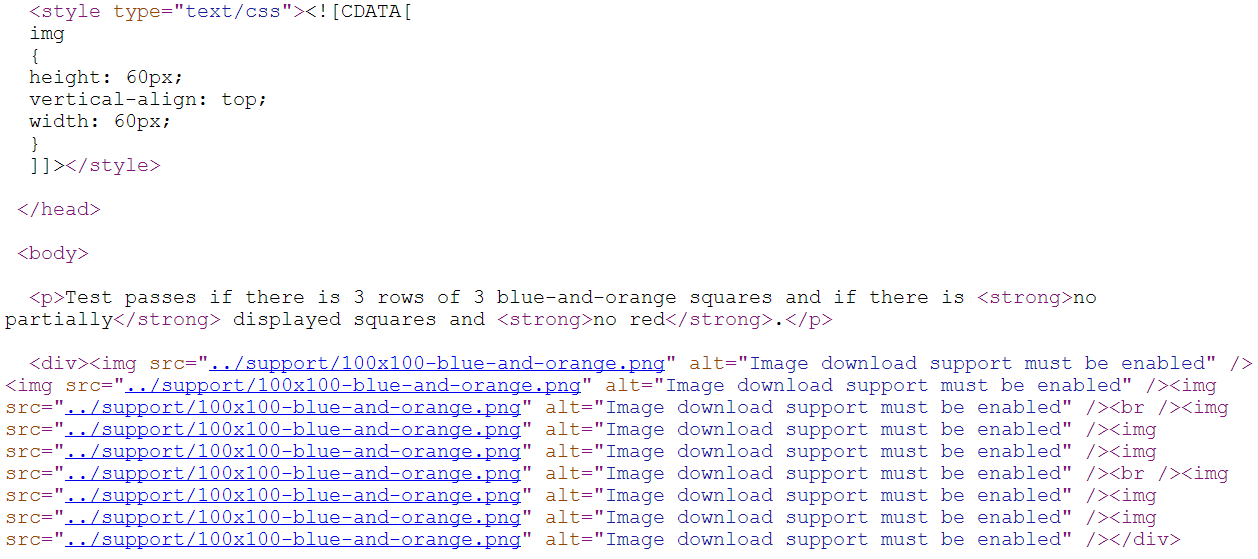 <style type="text/css"><![CDATA[
img
{
height: 60px;
vertical-align: top;
width: 60px;
}
]]></style>
</head>
<body>
<p>Test passes if there is 3 rows of 3 blue-and-orange squares and if there is <strong>no
partially</strong> displayed squares and <strong>no red</strong>.</p>
<div><img src="../support/100x100-blue-and-orange.png" alt="Image download support must be enabled" />
<img src="../support/100x100-blue-and-orange.png" alt="Image download support must be enabled" /><img
src="../support/100x100-blue-and-orange.png" alt="Image download support must be enabled" /><br /><img
src="../support/100x100-blue-and-orange.png" alt="Image download support must be enabled" /><img
src="../support/100x100-blue-and-orange.png" alt="Image download support must be enabled" /><img
src="../support/100x100-blue-and-orange.png" alt="Image download support must be enabled" /><br /><img
src="../support/100x100-blue-and-orange.png" alt="Image download support must be enabled" /><img
src="../support/100x100-blue-and-orange.png" alt="Image download support must be enabled" /><img
src="../support/100x100-blue-and-orange.png" alt="Image download support must be enabled" /></div>